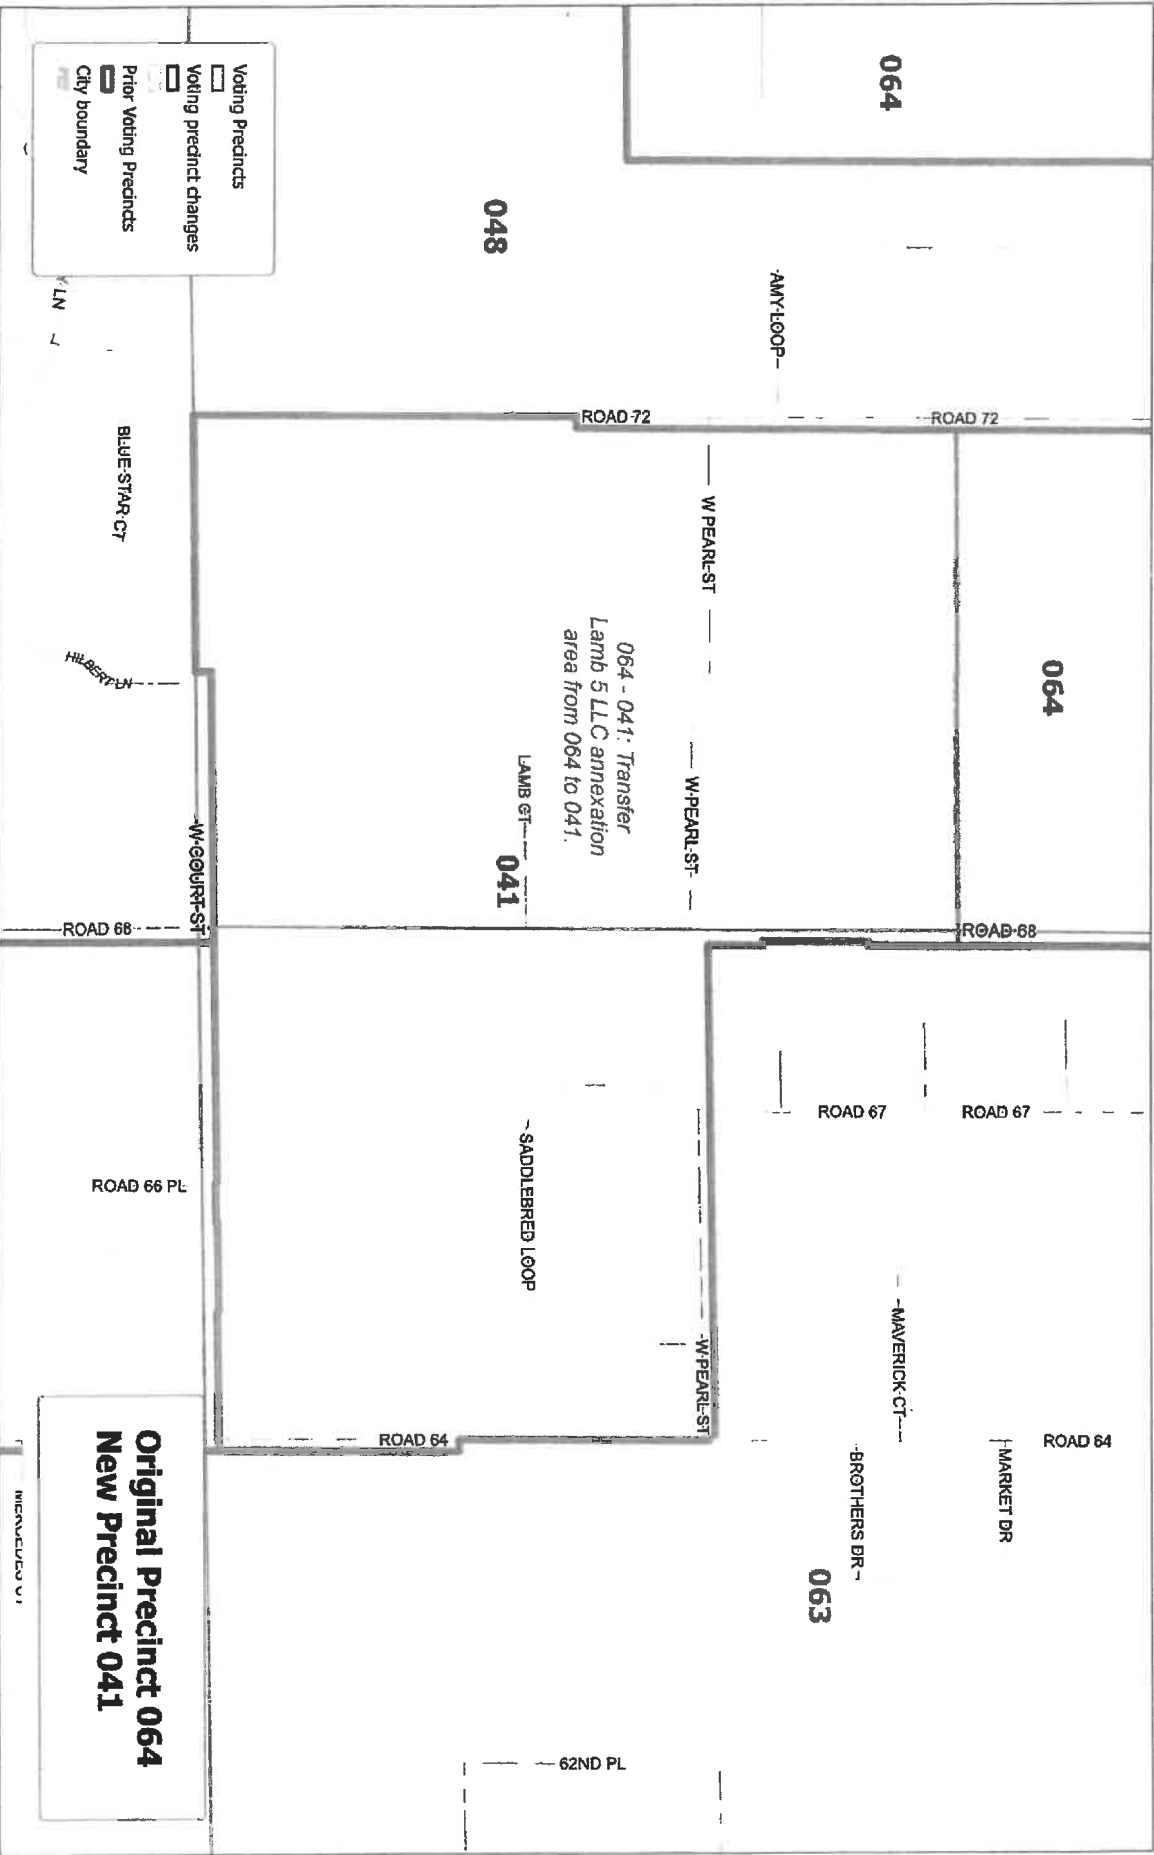 064
048
AMY LOOP
ROAD 72
ROAD 72
064
W PEARL ST
W PEARL ST
064 - 041: Transfer
Lamb 5 LLC annexation
area from 064 to 041.
LAMB CT
041
BLUE STAR CT
HILBERT LN
W COURT ST
ROAD 68
ROAD 68
ROAD 67
ROAD 67
ROAD 66 PL
SADDLEBRED LOOP
MAVERICK CT
W PEARL ST
ROAD 64
ROAD 64
MARKET DR
BROTHERS DR
063
62ND PL
Voting Precincts
Voting precinct changes
Prior Voting Precincts
City boundary
LN
Original Precinct 064
New Precinct 041